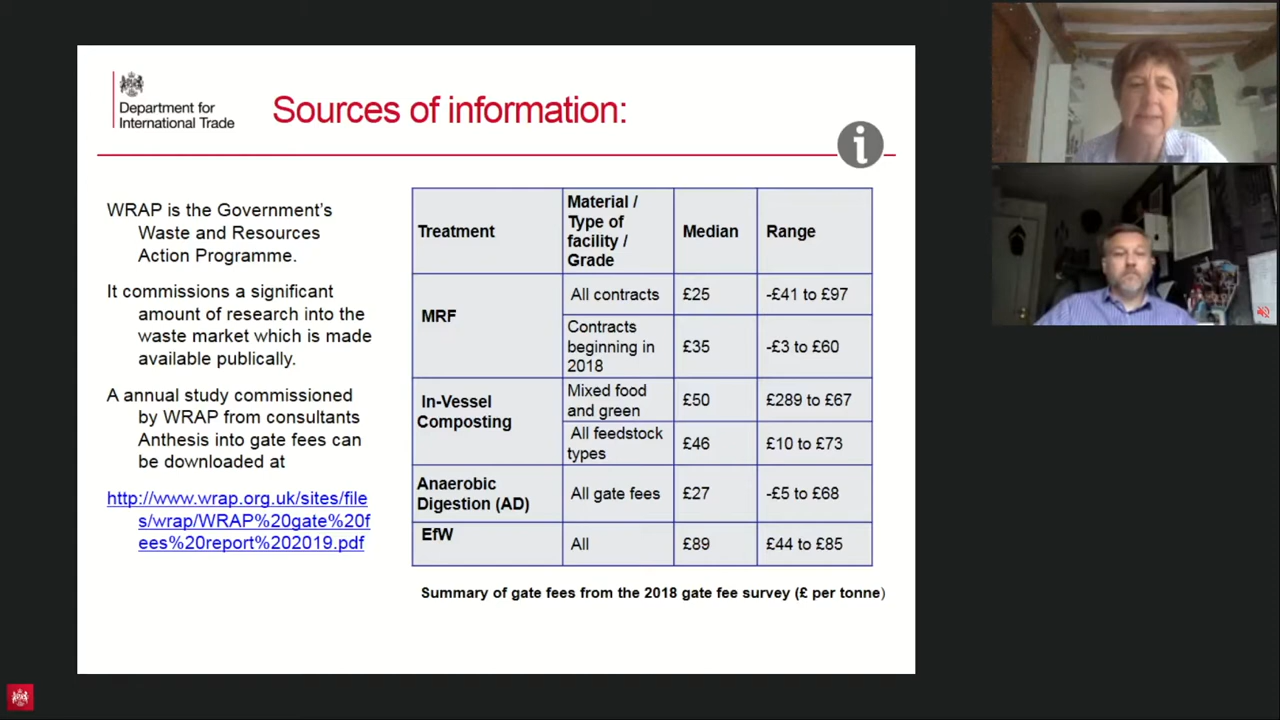 Department for
International Trade
Sources of information:
i
WRAP is the Government's
Waste and Resources
Action Programme.
It commissions a significant
amount of research into the
waste market which is made
available publically.
A annual study commissioned
by WRAP from consultants
Anthesis into gate fees can
be downloaded at
http://www.wrap.org.uk/sites/file
s/wrap/WRAP%20gate%20f
ees%20report%202019.pdf
Treatment
Material /
Type of
facility /
Grade
Median
Range
MRF
All contracts
£25
-£41 to £97
Contracts
beginning in
2018
£35
-£3 to £60
In-Vessel
Composting
Mixed food
and green
£50
£289 to £67
All feedstock
types
£46
£10 to £73
Anaerobic
Digestion (AD)
All gate fees
£27
-£5 to £68
EfW
All
£89
£44 to £85
Summary of gate fees from the 2018 gate fee survey (£ per tonne)